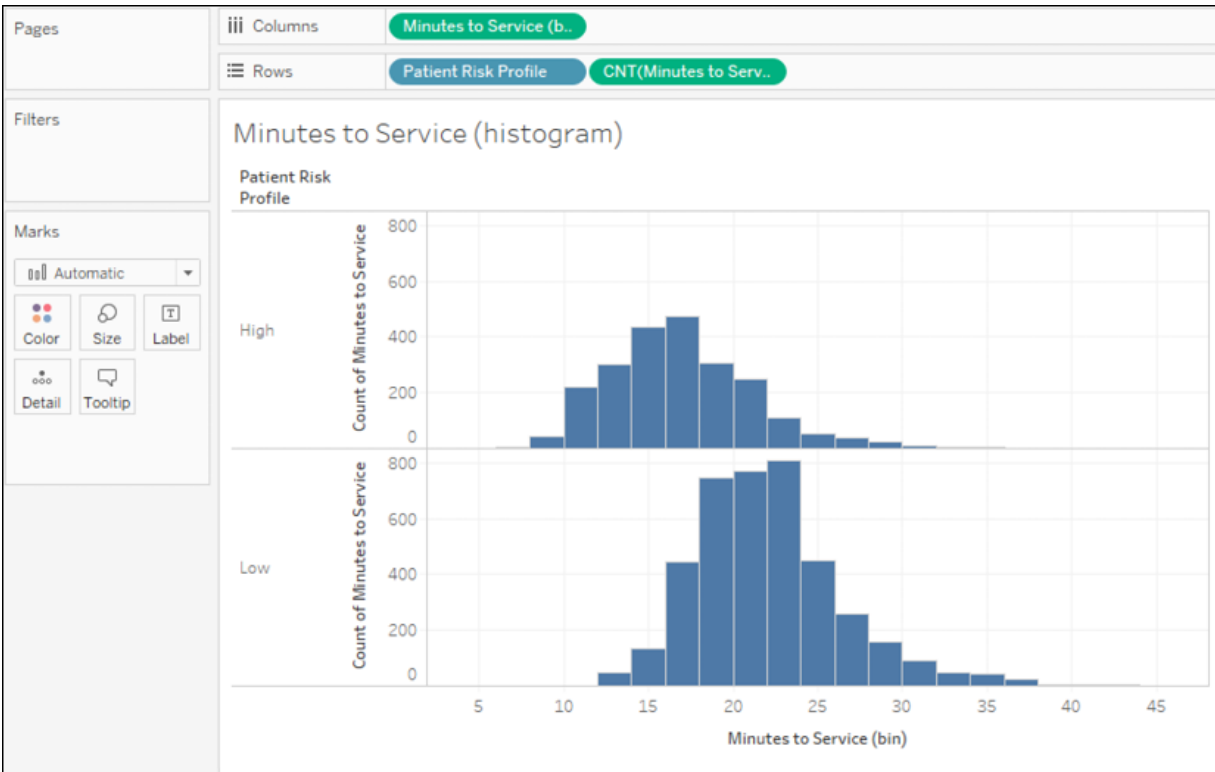 Pages
Columns
Minutes to Service (b..
Rows
Patient Risk Profile
CNT(Minutes to Serv..
Filters
Marks
Automatic
Color
Size
Label
Detail
Tooltip
Minutes to Service (histogram)
Patient Risk
Profile
High
Count of Minutes to Service
800
600
400
200
0
Low
Count of Minutes to Service
800
600
400
200
0
5 10 15 20 25 30 35 40 45
Minutes to Service (bin)